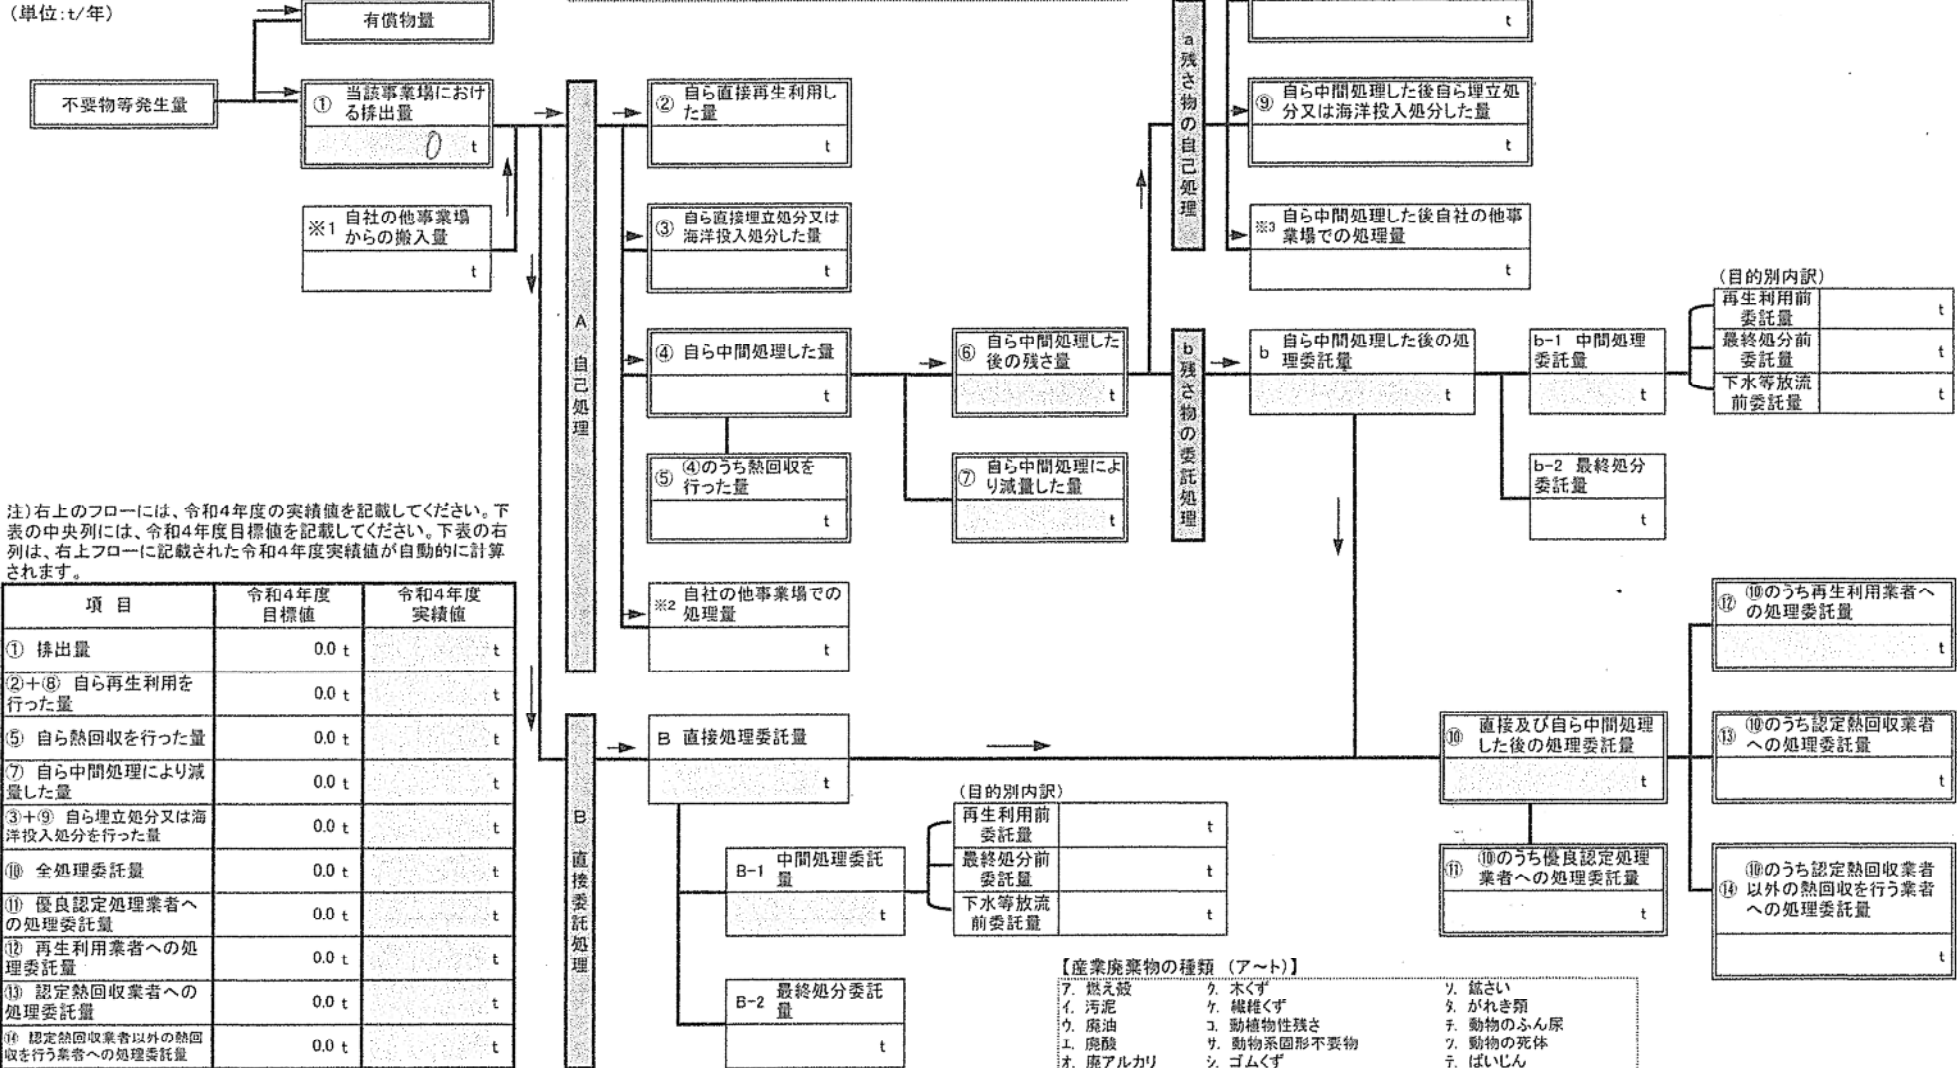 (単位:t/年)
有償物量
不要物等発生量
① 当該事業場におけ
る排出量
0 t
※1 自社の他事業場
からの搬入量
t
A 自己処理
② 自ら直接再生利用し
た量
t
③ 自ら直接埋立処分又は
海洋投入処分した量
t
④ 自ら中間処理した量
t
⑤ ④のうち熱回収を
行った量
t
※2 自社の他事業場での
処理量
t
⑥ 自ら中間処理した
後の残さ量
t
⑦ 自ら中間処理によ
り減量した量
t
a 残さ物の自己処理
t
⑨ 自ら中間処理した後自ら埋立処
分又は海洋投入処分した量
t
※3 自ら中間処理した後自社の他事
業場での処理量
t
b 残さ物の委託処理
b 自ら中間処理した後の処
理委託量
t
b-1 中間処理
委託量
t
(目的別内訳)
再生利用前
委託量
t
最終処分前
委託量
t
下水等放流
前委託量
t
b-2 最終処分
委託量
t
注)右上のフローには、令和4年度の実績値を記載してください。下
表の中央列には、令和4年度目標値を記載してください。下表の右
列は、右上フローに記載された令和4年度実績値が自動的に計算
されます。
項 目 令和4年度 目標値 令和4年度 実績値
① 排出量 0.0 t t
②+⑧ 自ら再生利用を
行った量 0.0 t t
⑤ 自ら熱回収を行った量 0.0 t t
⑦ 自ら中間処理により減
量した量 0.0 t t
③+⑨ 自ら埋立処分又は海
洋投入処分を行った量 0.0 t t
⑩ 全処理委託量 0.0 t t
⑪ 優良認定処理業者へ
の処理委託量 0.0 t t
⑫ 再生利用業者への処
理委託量 0.0 t t
⑬ 認定熱回収業者への
処理委託量 0.0 t t
⑭ 認定熱回収業者以外の熱回
収を行う業者への処理委託量 0.0 t t
B 直接委託処理
B 直接処理委託量
t
B-1 中間処理委託
量
t
(目的別内訳)
再生利用前
委託量
t
最終処分前
委託量
t
下水等放流
前委託量
t
B-2 最終処分委託
量
t
⑩ 直接及び自ら中間処理
した後の処理委託量
t
⑪ ⑩のうち優良認定処理
業者への処理委託量
t
⑫ ⑩のうち再生利用業者へ
の処理委託量
t
⑬ ⑩のうち認定熱回収業者
への処理委託量
t
⑭ ⑩のうち認定熱回収業者
以外の熱回収を行う業者
への処理委託量
t
【産業廃棄物の種類 (ア~ト)】
ア. 燃え殻 ク. 木くず ソ. 鉱さい
イ. 汚泥 ケ. 繊維くず タ. がれき類
ウ. 廃油 コ. 動植物性残さ チ. 動物のふん尿
エ. 廃酸 サ. 動物系固形不要物 ツ. 動物の死体
オ. 廃アルカリ シ. ゴムくず テ. ばいじん